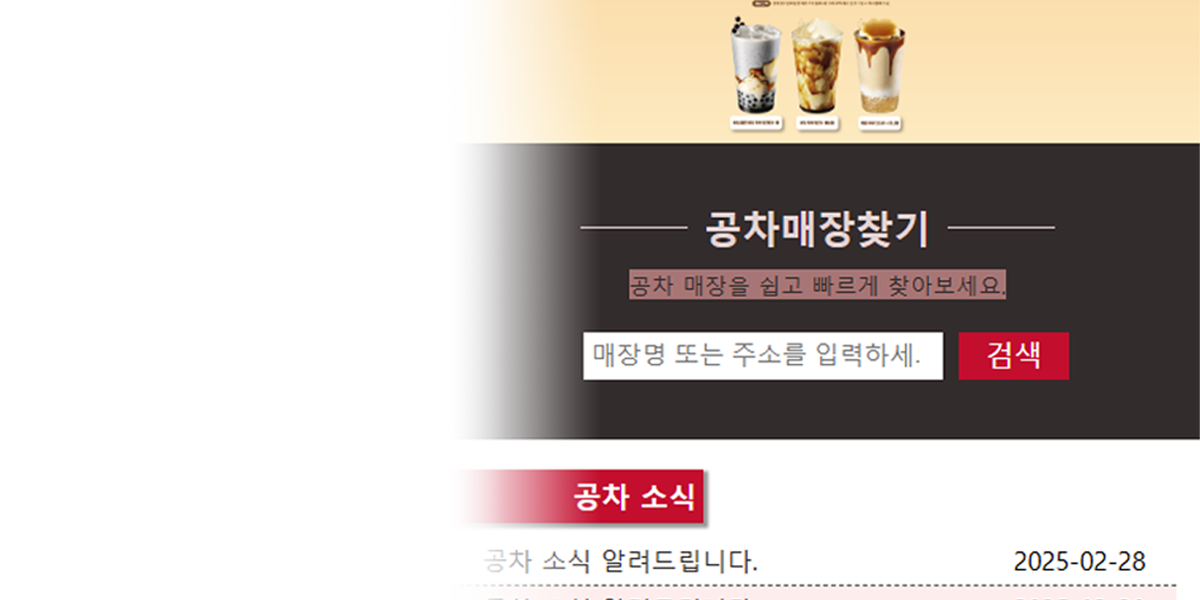 공차매장찾기
공차 매장을 쉽고 빠르게 찾아보세요.
매장명 또는 주소를 입력하세. 검색
공차 소식
공차 소식 알려드립니다. 2025-02-28